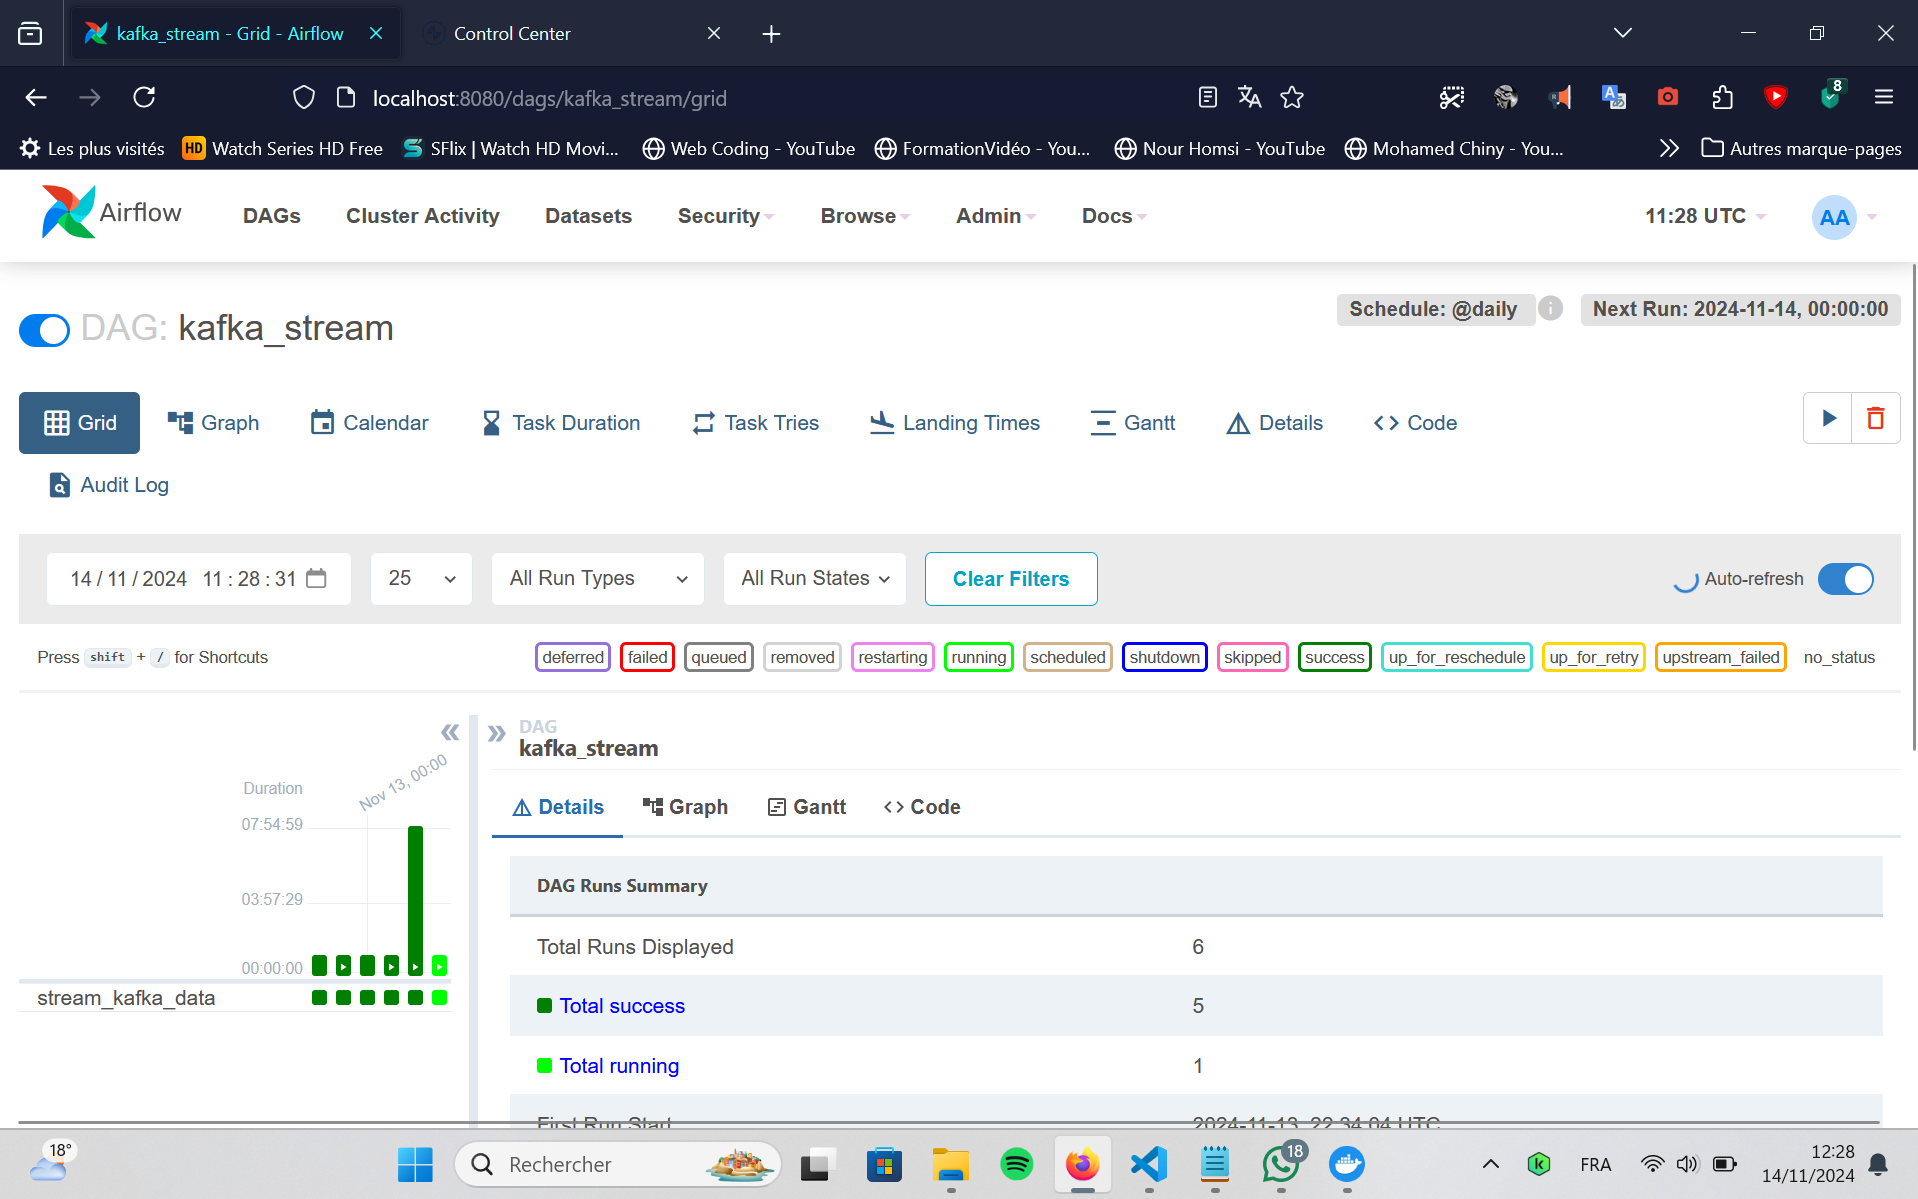 kafka_stream - Grid - Airflow
Control Center
localhost:8080/dags/kafka_stream/grid
8
Les plus visités
HD Watch Series HD Free
SFlix | Watch HD Movi...
Web Coding - YouTube
FormationVidéo - You...
Nour Homsi - YouTube
Mohamed Chiny - You...
Autres marque-pages
Airflow
DAGs
Cluster Activity
Datasets
Security
Browse
Admin
Docs
11:28 UTC
AA
DAG: kafka_stream
Schedule: @daily
Next Run: 2024-11-14, 00:00:00
Grid
Graph
Calendar
Task Duration
Task Tries
Landing Times
Gantt
Details
Code
Audit Log
14 / 11 / 2024 11 : 28 : 31
25
All Run Types
All Run States
Clear Filters
Auto-refresh
Press shift + / for Shortcuts
deferred
failed
queued
removed
restarting
running
scheduled
shutdown
skipped
success
up_for_reschedule
up_for_retry
upstream_failed
no_status
Nov 13, 00:00
Duration
07:54:59
03:57:29
00:00:00
stream_kafka_data
DAG
kafka_stream
Details
Graph
Gantt
Code
DAG Runs Summary
Total Runs Displayed 6
Total success 5
Total running 1
First Run Start 2024-11-13, 22:34:04 UTC
18°
Rechercher
18
FRA
12:28
14/11/2024